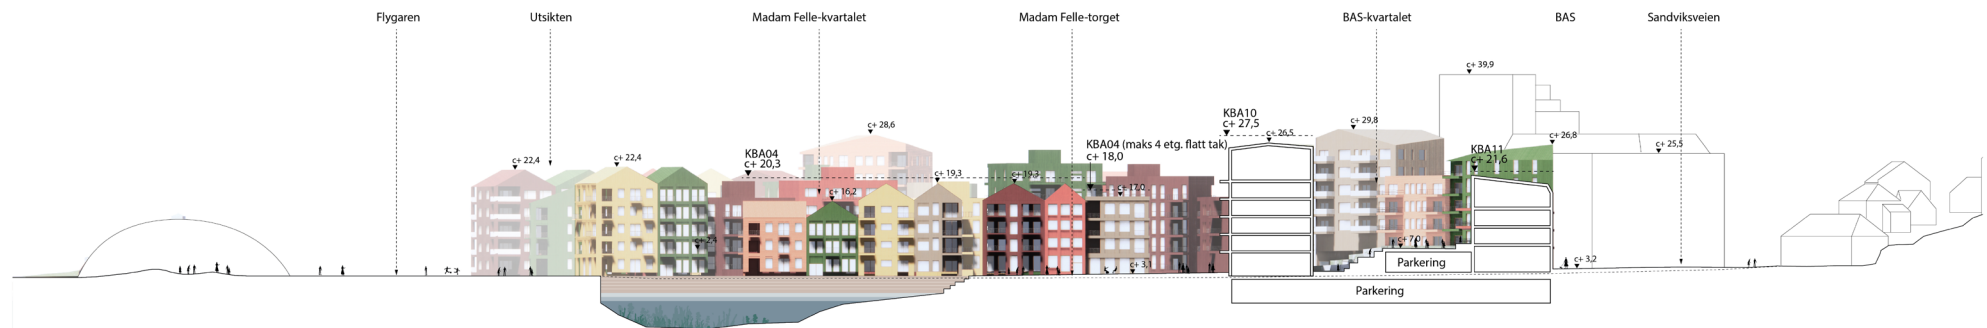 Flygaren
Utsikten
Madam Felle-kvartalet
Madam Felle-torget
BAS-kvartalet
BAS
Sandviksveien
c+ 39,9
KBA10
c+ 27,5
c+ 28,6
c+ 29,8
c+ 26,5
c+ 26,8
KBA04 (maks 4 etg. flatt tak)
c+ 18,0
c+ 25,5
KBA04
c+ 20,3
KBA11
c+ 21,6
c+ 22,4
c+ 22,4
c+ 19,3
c+ 19,3
c+ 17,0
c+ 16,2
c+ 7,0
c+ 3,1
c+ 3,2
Parkering
Parkering